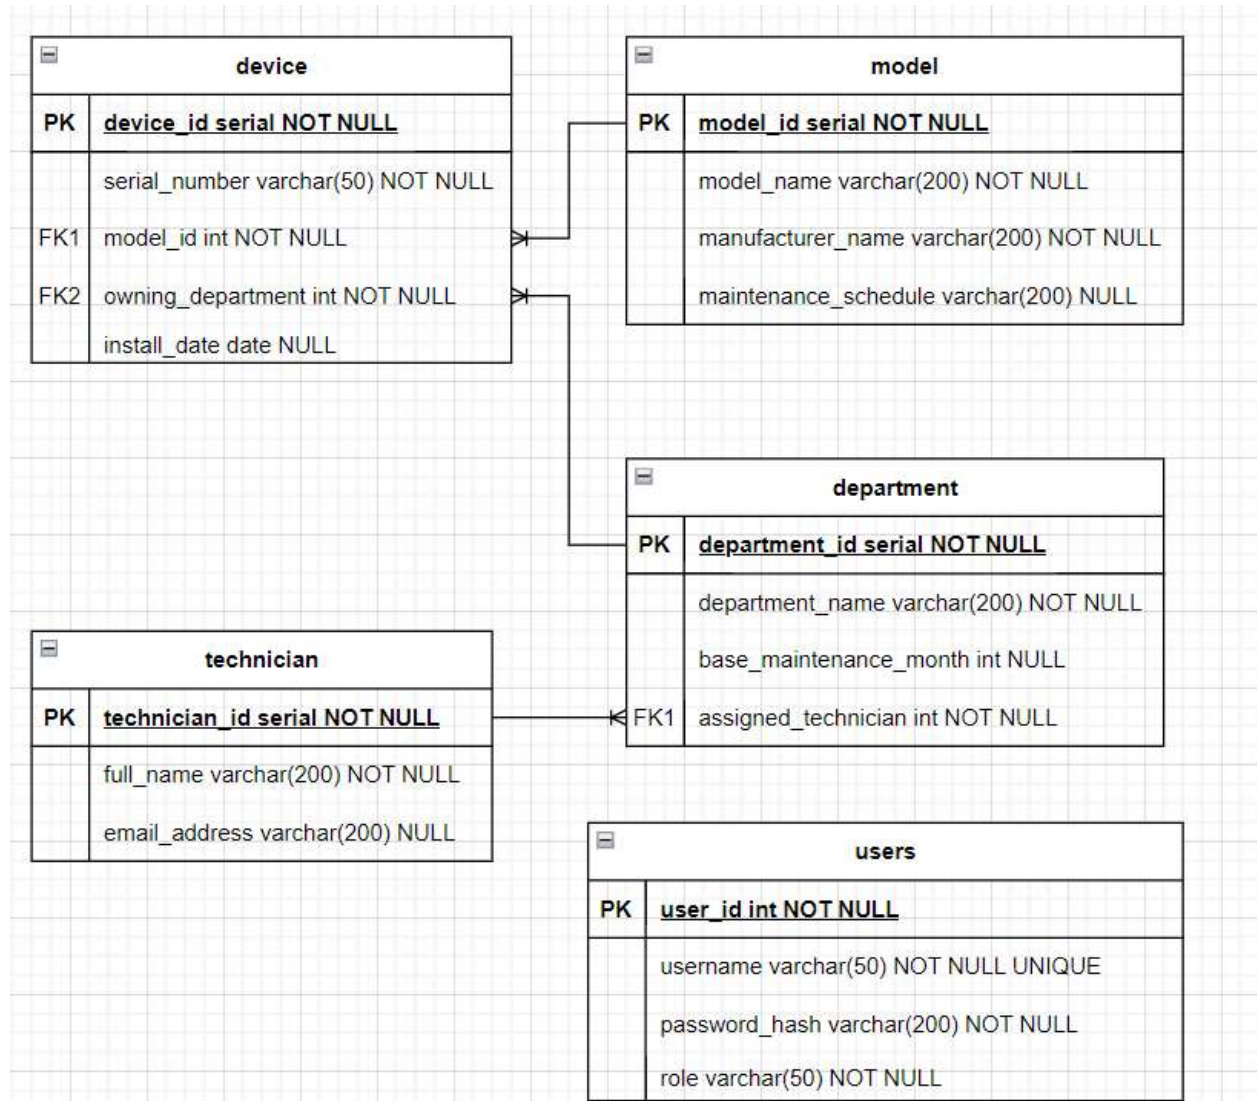 device
PK device_id serial NOT NULL
serial_number varchar(50) NOT NULL
FK1 model_id int NOT NULL
FK2 owning_department int NOT NULL
install_date date NULL
model
PK model_id serial NOT NULL
model_name varchar(200) NOT NULL
manufacturer_name varchar(200) NOT NULL
maintenance_schedule varchar(200) NULL
department
PK department_id serial NOT NULL
department_name varchar(200) NOT NULL
base_maintenance_month int NULL
FK1 assigned_technician int NOT NULL
technician
PK technician_id serial NOT NULL
full_name varchar(200) NOT NULL
email_address varchar(200) NULL
users
PK user_id int NOT NULL
username varchar(50) NOT NULL UNIQUE
password_hash varchar(200) NOT NULL
role varchar(50) NOT NULL